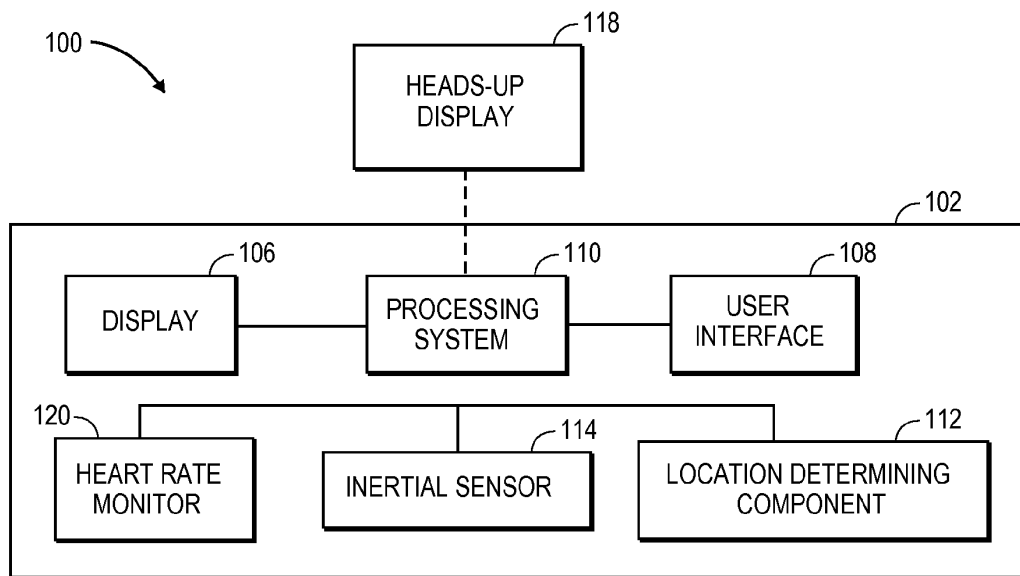 100
118
HEADS-UP
DISPLAY
102
106
110
108
DISPLAY
PROCESSING
SYSTEM
USER
INTERFACE
120
114
112
HEART RATE
MONITOR
INERTIAL SENSOR
LOCATION DETERMINING
COMPONENT